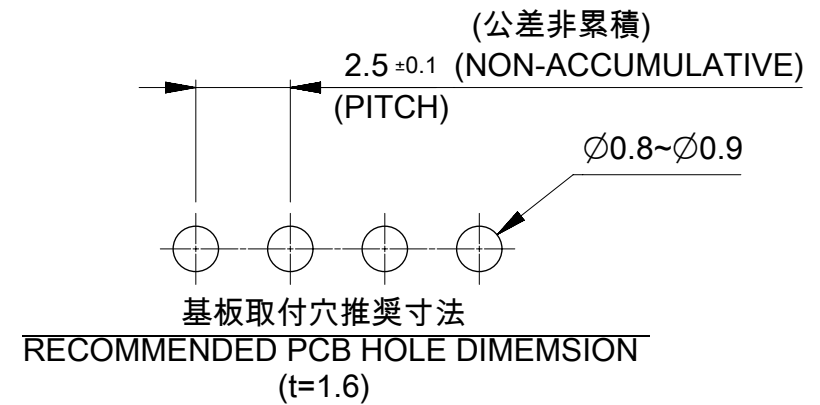 (公差非累積)
2.5 ±0.1 (NON-ACCUMULATIVE)
(PITCH)
∅0.8~∅0.9
基板取付穴推奨寸法
RECOMMENDED PCB HOLE DIMEMSION
(t=1.6)